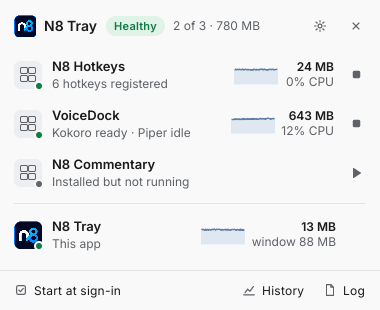 n8 N8 Tray Healthy 2 of 3 · 780 MB
N8 Hotkeys 24 MB
6 hotkeys registered 0% CPU
VoiceDock 643 MB
Kokoro ready · Piper idle 12% CPU
N8 Commentary
Installed but not running
n8 N8 Tray 13 MB
This app window 88 MB
Start at sign-in History Log